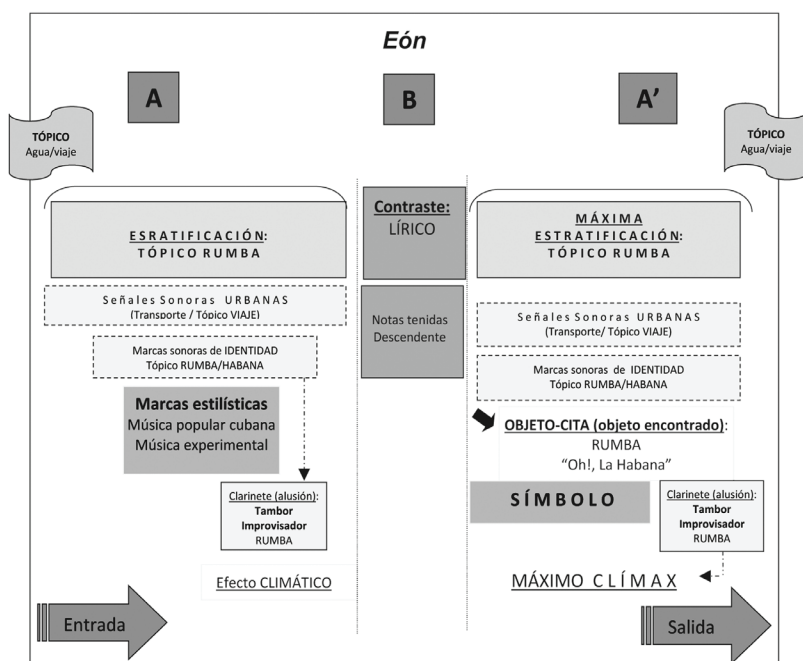 Eón
A
B
A’
TÓPICO
Agua/viaje
TÓPICO
Agua/viaje
ESRATIFICACIÓN:
TÓPICO RUMBA
Señales Sonoras URBANAS
(Transporte / Tópico VIAJE)
Marcas sonoras de IDENTIDAD
Tópico RUMBA/HABANA
Marcas estilísticas
Música popular cubana
Música experimental
Clarinete (alusión):
Tambor
Improvisador
RUMBA
Efecto CLIMÁTICO
Entrada
Contraste:
LÍRICO
Notas tenidas
Descendente
MÁXIMA
ESTRATIFICACIÓN:
TÓPICO RUMBA
Señales Sonoras URBANAS
(Transporte/ Tópico VIAJE)
Marcas sonoras de IDENTIDAD
Tópico RUMBA/HABANA
OBJETO-CITA (objeto encontrado):
RUMBA
“Oh!, La Habana”
SÍMBOLO
Clarinete (alusión):
Tambor
Improvisador
RUMBA
MÁXIMO CLÍMAX
Salida